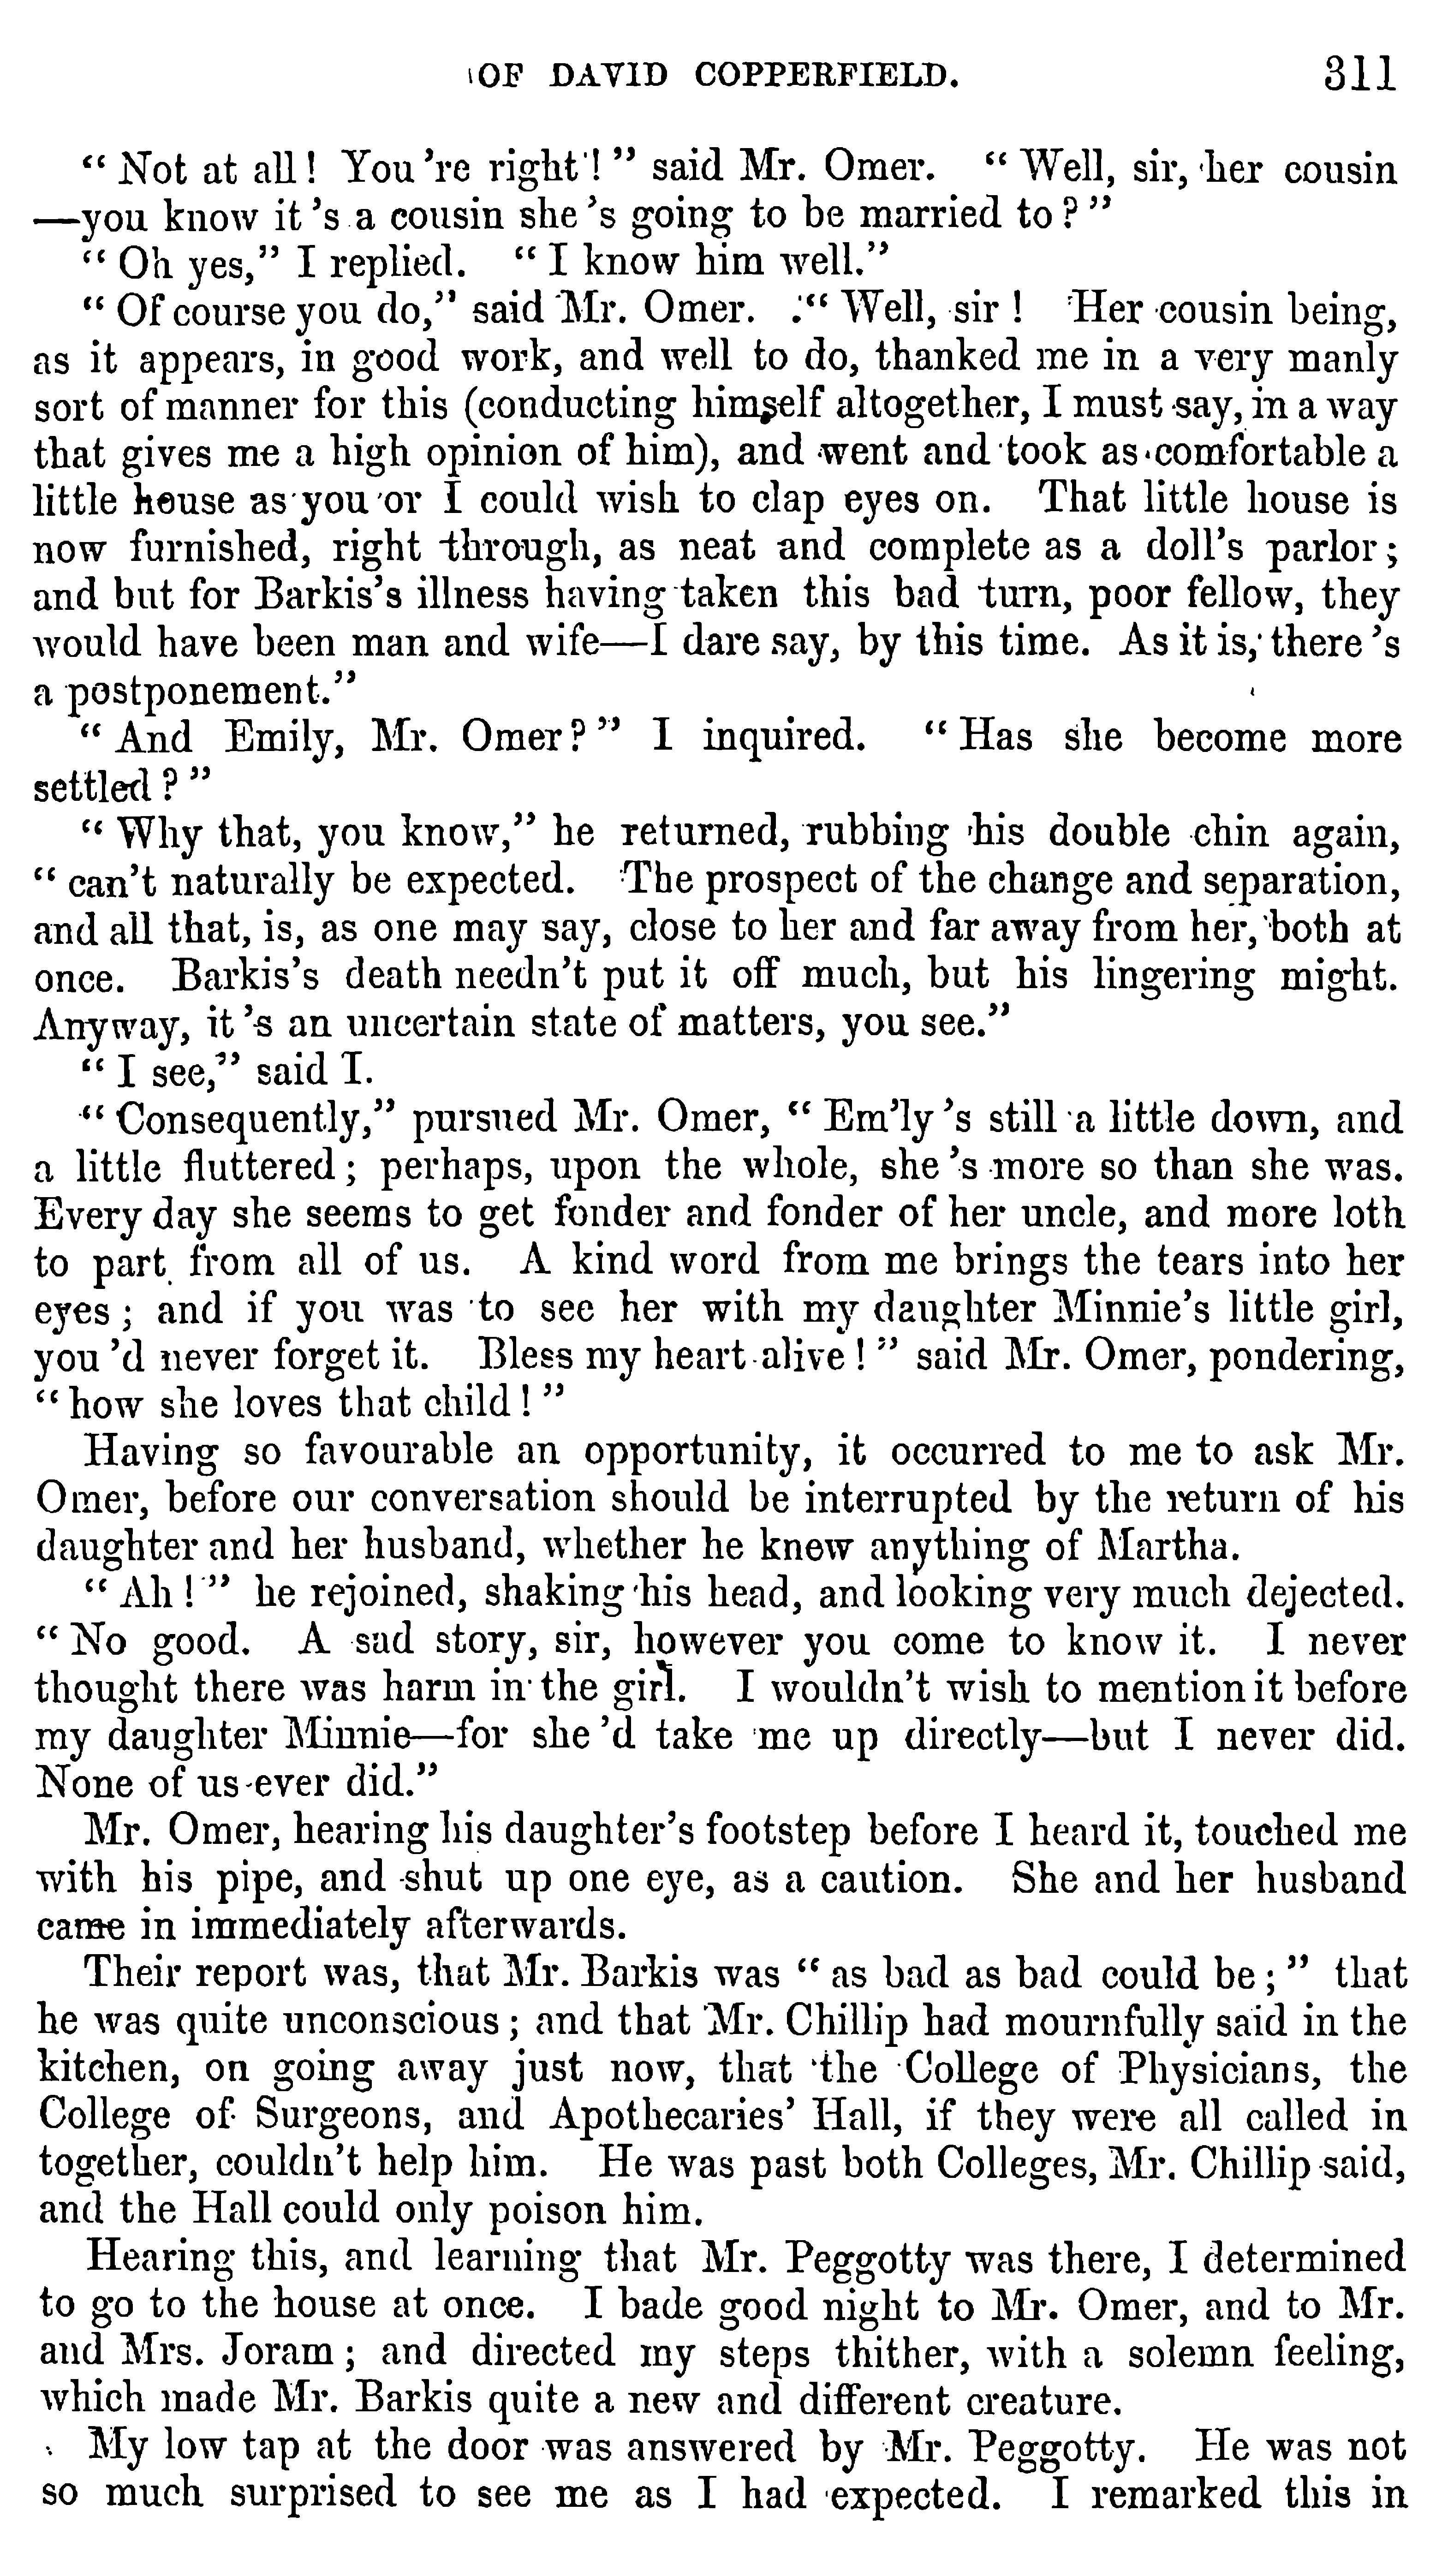 OF DAVID COPPERFIELD. 311
"Not at all! You're right!" said Mr. Omer. "Well, sir, her cousin
—you know it's a cousin she's going to be married to?"
"Oh yes," I replied. "I know him well."
"Of course you do," said Mr. Omer. "Well, sir! Her cousin being,
as it appears, in good work, and well to do, thanked me in a very manly
sort of manner for this (conducting himself altogether, I must say, in a way
that gives me a high opinion of him), and went and took as comfortable a
little house as you or I could wish to clap eyes on. That little house is
now furnished, right through, as neat and complete as a doll's parlor;
and but for Barkis's illness having taken this bad turn, poor fellow, they
would have been man and wife—I dare say, by this time. As it is, there's
a postponement."
"And Emily, Mr. Omer?" I inquired. "Has she become more
settled?"
"Why that, you know," he returned, rubbing his double chin again,
"can't naturally be expected. The prospect of the change and separation,
and all that, is, as one may say, close to her and far away from her, both at
once. Barkis's death needn't put it off much, but his lingering might.
Anyway, it's an uncertain state of matters, you see."
"I see," said I.
"Consequently," pursued Mr. Omer, "Em'ly's still a little down, and
a little fluttered; perhaps, upon the whole, she's more so than she was.
Every day she seems to get fonder and fonder of her uncle, and more loth
to part from all of us. A kind word from me brings the tears into her
eyes; and if you was to see her with my daughter Minnie's little girl,
you'd never forget it. Bless my heart alive!" said Mr. Omer, pondering,
"how she loves that child!"
Having so favourable an opportunity, it occurred to me to ask Mr.
Omer, before our conversation should be interrupted by the return of his
daughter and her husband, whether he knew anything of Martha.
"Ah!" he rejoined, shaking his head, and looking very much dejected.
"No good. A sad story, sir, however you come to know it. I never
thought there was harm in the girl. I wouldn't wish to mention it before
my daughter Minnie—for she'd take me up directly—but I never did.
None of us ever did."
Mr. Omer, hearing his daughter's footstep before I heard it, touched me
with his pipe, and shut up one eye, as a caution. She and her husband
came in immediately afterwards.
Their report was, that Mr. Barkis was "as bad as bad could be;" that
he was quite unconscious; and that Mr. Chillip had mournfully said in the
kitchen, on going away just now, that the College of Physicians, the
College of Surgeons, and Apothecaries' Hall, if they were all called in
together, couldn't help him. He was past both Colleges, Mr. Chillip said,
and the Hall could only poison him.
Hearing this, and learning that Mr. Peggotty was there, I determined
to go to the house at once. I bade good night to Mr. Omer, and to Mr.
and Mrs. Joram; and directed my steps thither, with a solemn feeling,
which made Mr. Barkis quite a new and different creature.
My low tap at the door was answered by Mr. Peggotty. He was not
so much surprised to see me as I had expected. I remarked this in